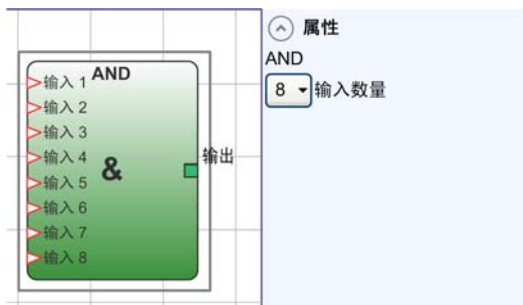 AND
输入 1
输入 2
输入 3
输入 4
输入 5
输入 6
输入 7
输入 8
&
输出
属性
AND
8 输入数量